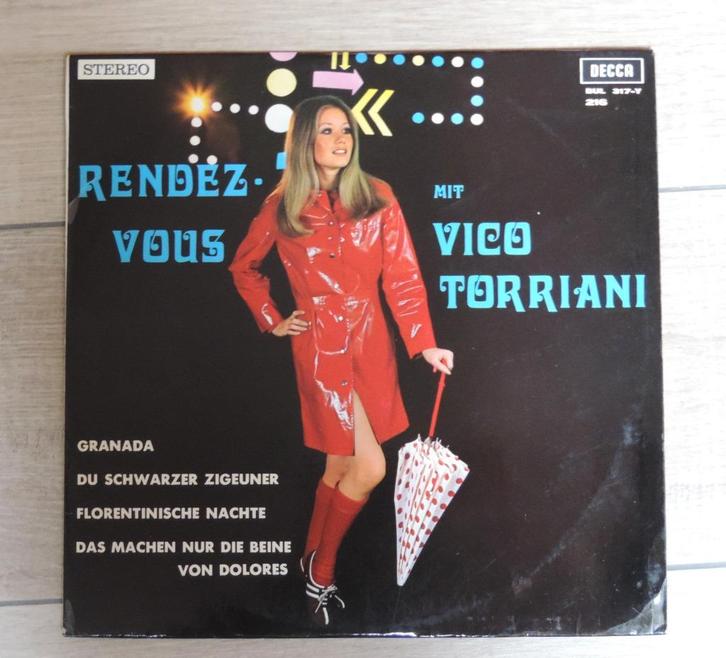 STEREO
DECCA
BUL 317-Y
216
RENDEZ-
VOUS
MIT
VICO
TORRIANI
GRANADA
DU SCHWARZER ZIGEUNER
FLORENTINISCHE NACHTE
DAS MACHEN NUR DIE BEINE
VON DOLORES